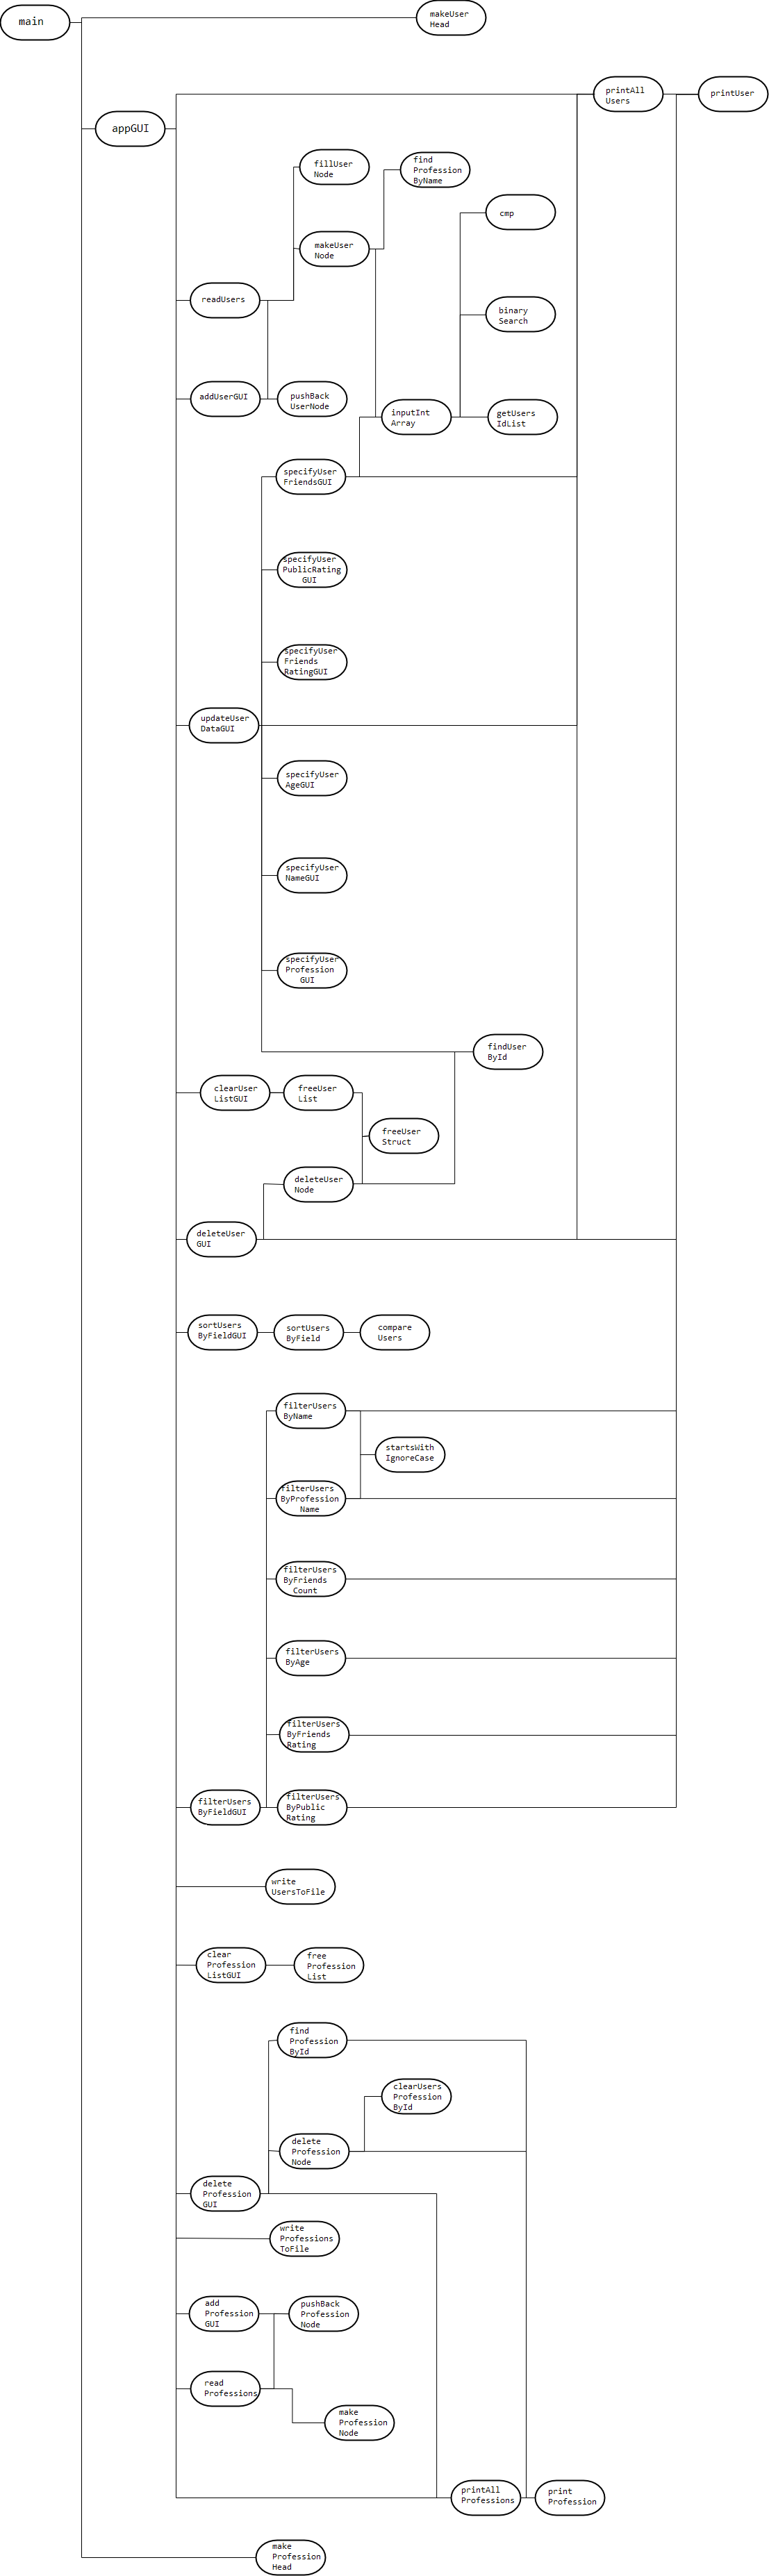 main
makeUser
Head
printAll
Users
printUser
appGUI
fillUser
Node
find
Profession
ByName
cmp
makeUser
Node
readUsers
binary
Search
addUserGUI
pushBack
UserNode
inputInt
Array
getUsers
IdList
specifyUser
FriendsGUI
specifyUser
PublicRating
GUI
specifyUser
Friends
RatingGUI
updateUser
DataGUI
specifyUser
AgeGUI
specifyUser
NameGUI
specifyUser
Profession
GUI
findUser
ById
clearUser
ListGUI
freeUser
List
freeUser
Struct
deleteUser
Node
deleteUser
GUI
sortUsers
ByFieldGUI
sortUsers
ByField
compare
Users
filterUsers
ByName
startsWith
IgnoreCase
filterUsers
ByProfession
Name
filterUsers
ByFriends
Count
filterUsers
ByAge
filterUsers
ByFriends
Rating
filterUsers
ByFieldGUI
filterUsers
ByPublic
Rating
write
UsersToFile
clear
Profession
ListGUI
free
Profession
List
find
Profession
ById
clearUsers
Profession
ById
delete
Profession
Node
delete
Profession
GUI
write
Professions
ToFile
add
Profession
GUI
pushBack
Profession
Node
read
Professions
make
Profession
Node
printAll
Professions
print
Profession
make
Profession
Head